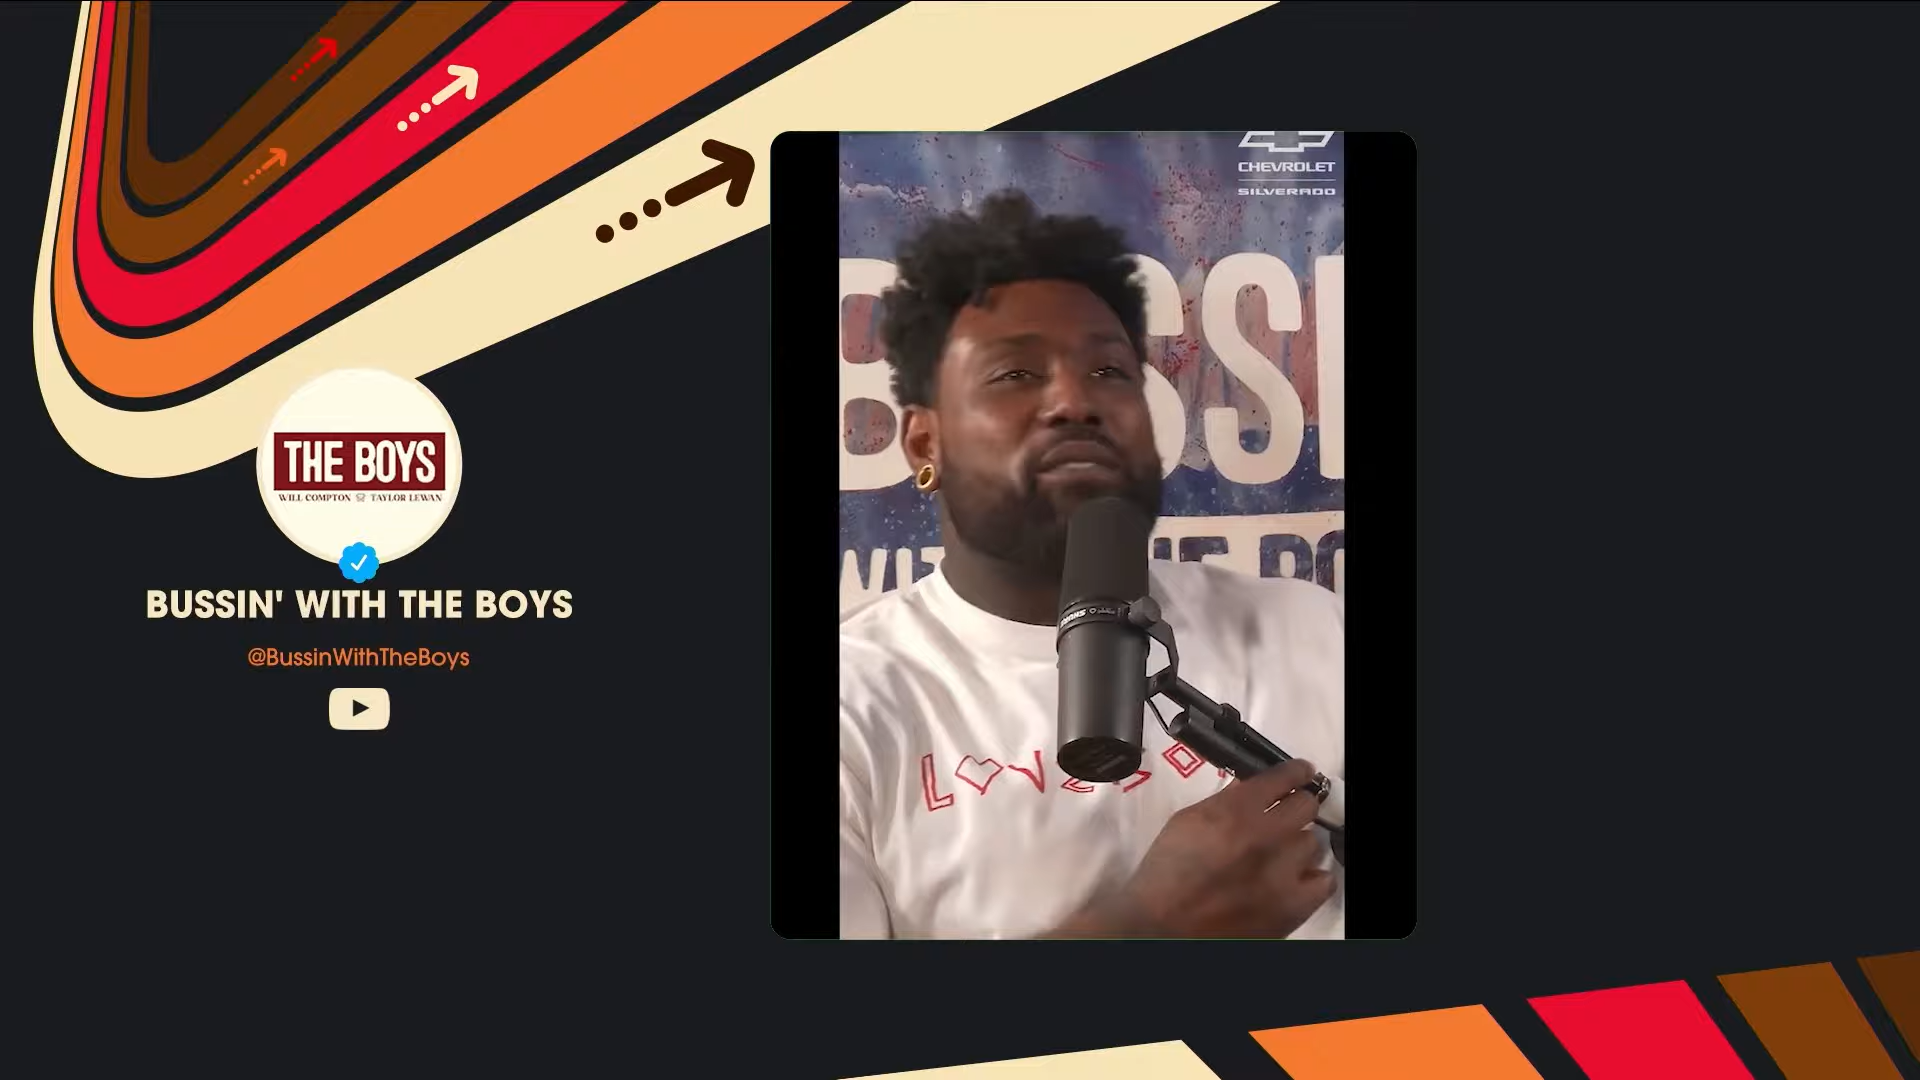 THE BOYS
WILL COMPTON TAYLOR LEWAN
BUSSIN' WITH THE BOYS
@BussinWithTheBoys
CHEVROLET
SILVERADO